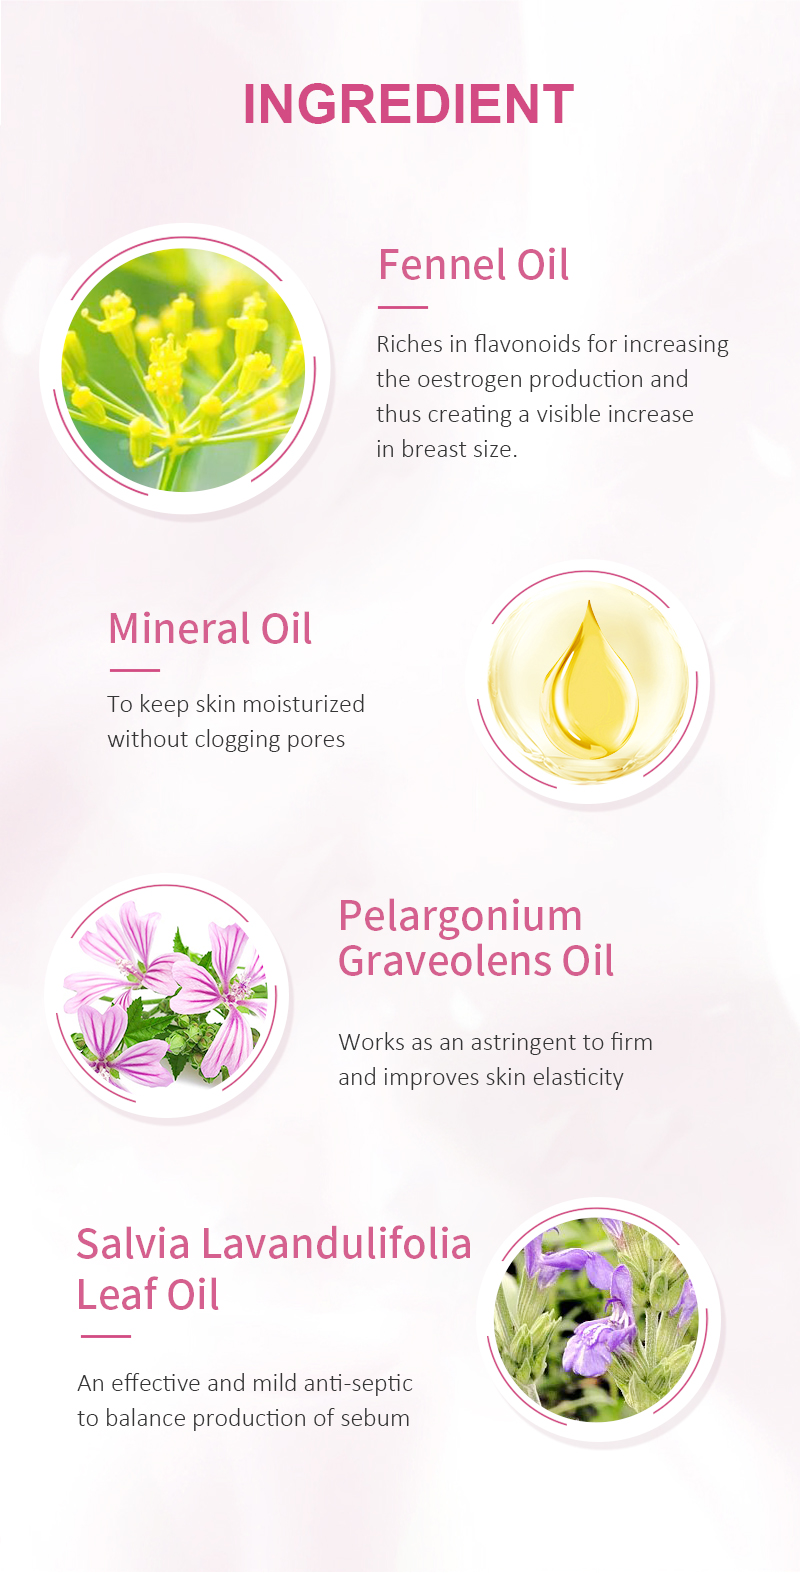 INGREDIENT
Fennel Oil
Riches in flavonoids for increasing
the oestrogen production and
thus creating a visible increase
in breast size.
Mineral Oil
To keep skin moisturized
without clogging pores
Pelargonium
Graveolens Oil
Works as an astringent to firm
and improves skin elasticity
Salvia Lavandulifolia
Leaf Oil
An effective and mild anti-septic
to balance production of sebum